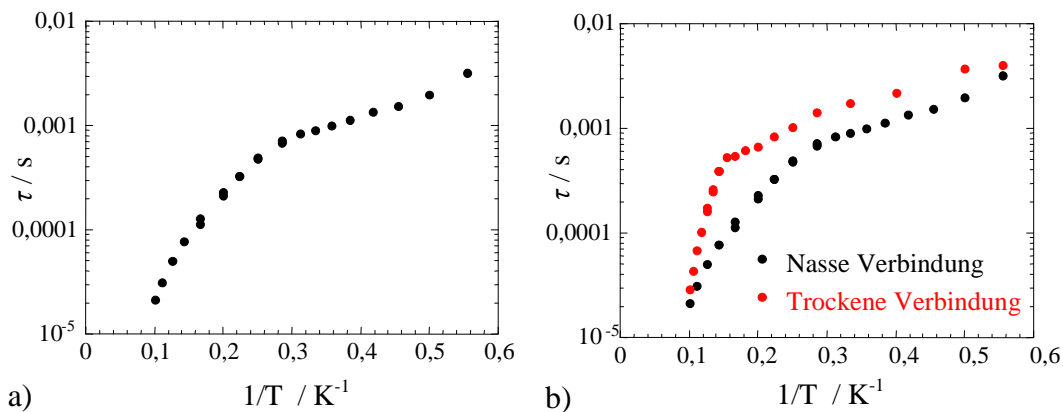 0,01
0,001
0,0001
10-5
τ / s
0
0,1
0,2
0,3
0,4
0,5
0,6
1/T / K-1
a)
0,01
0,001
0,0001
10-5
τ / s
Nasse Verbindung
Trockene Verbindung
0
0,1
0,2
0,3
0,4
0,5
0,6
1/T / K-1
b)